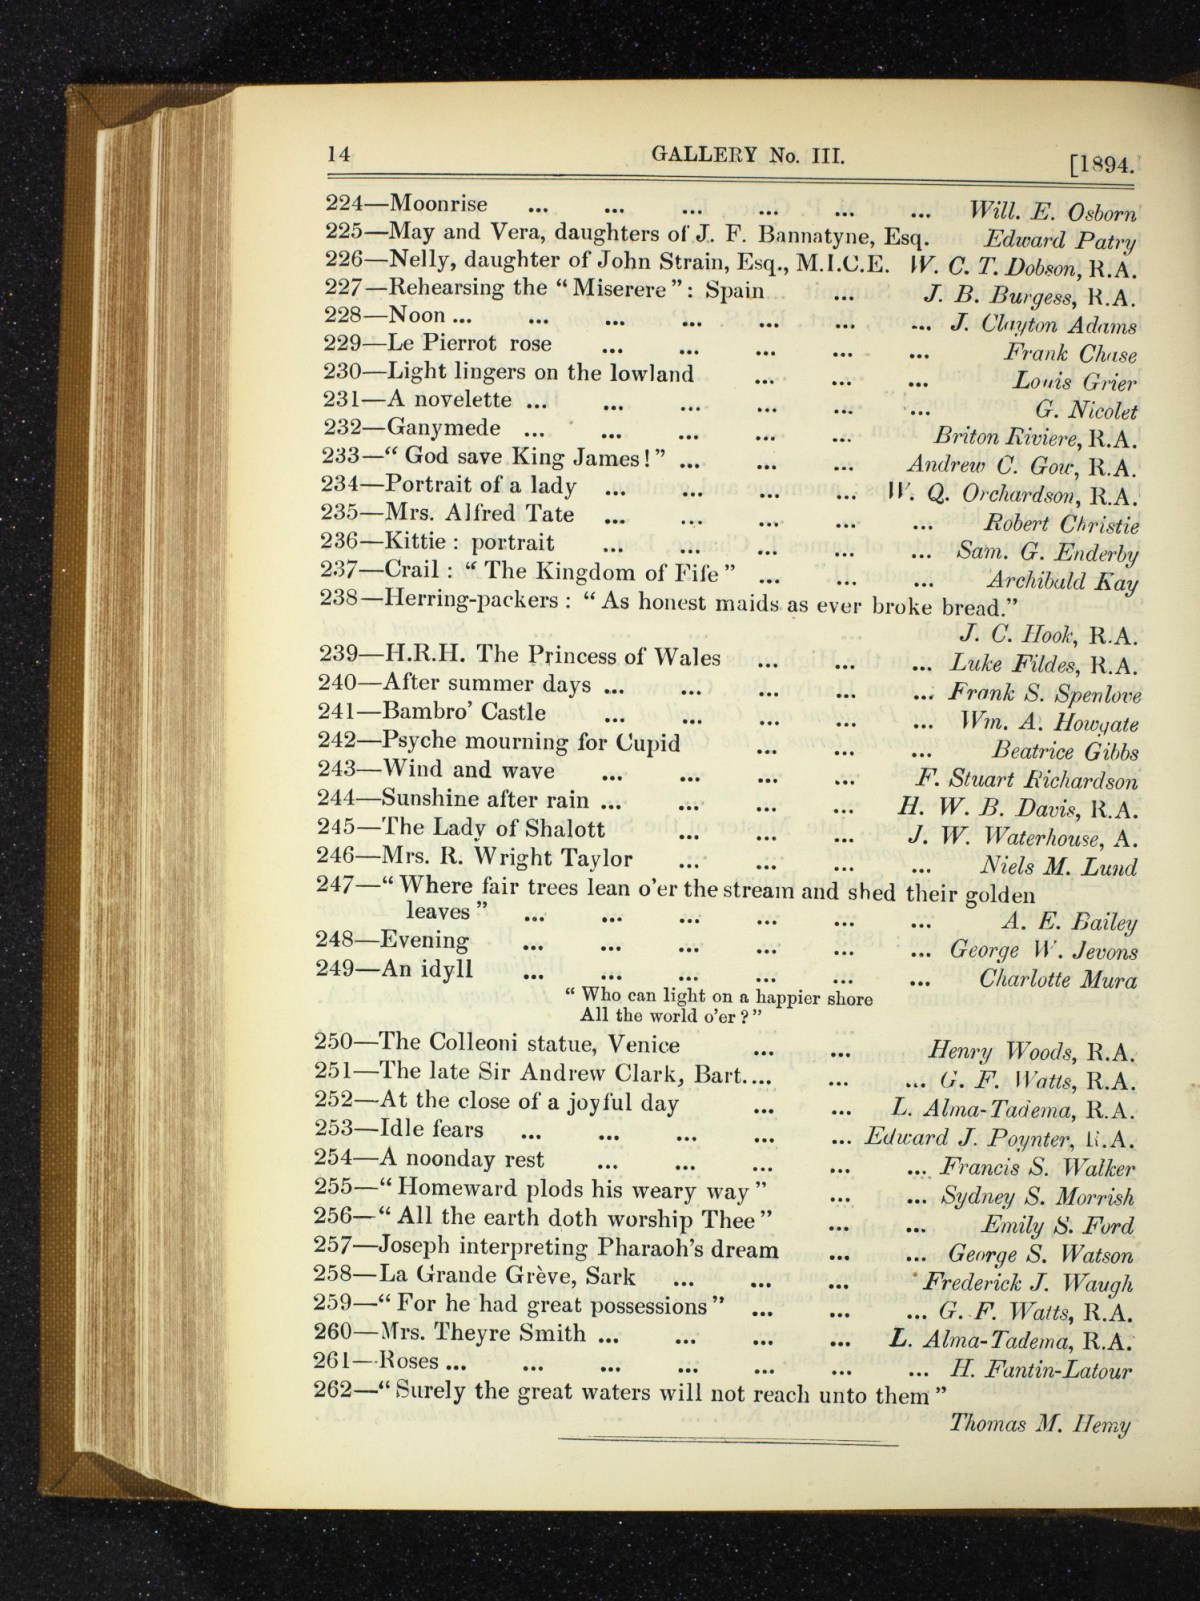 14 GALLERY No. III. [1894.
224—Moonrise ... ... ... ... ... ... Will. E. Osborn
225—May and Vera, daughters of J. F. Bannatyne, Esq. Edward Patry
226—Nelly, daughter of John Strain, Esq., M.I.C.E. W. C. T. Dobson, R.A.
227—Rehearsing the “Miserere”: Spain ... J. B. Burgess, R.A.
228—Noon ... ... ... ... ... ... ... J. Clayton Adams
229—Le Pierrot rose ... ... ... ... ... Frank Chase
230—Light lingers on the lowland ... ... ... Louis Grier
231—A novelette ... ... ... ... ... ... G. Nicolet
232—Ganymede ... ... ... ... ... Briton Riviere, R.A.
233—“God save King James!” ... ... ... Andrew C. Gow, R.A.
234—Portrait of a lady ... ... ... ... W. Q. Orchardson, R.A.
235—Mrs. Alfred Tate ... ... ... ... ... Robert Christie
236—Kittie : portrait ... ... ... ... ... Sam. G. Enderby
237—Crail : “The Kingdom of Fife” ... ... ... Archibald Kay
238—Herring-packers : “As honest maids as ever broke bread.”
J. C. Hook, R.A.
239—H.R.H. The Princess of Wales ... ... ... Luke Fildes, R.A.
240—After summer days ... ... ... ... ... Frank S. Spenlove
241—Bambro’ Castle ... ... ... ... ... Wm. A. Howgate
242—Psyche mourning for Cupid ... ... ... Beatrice Gibbs
243—Wind and wave ... ... ... ... F. Stuart Richardson
244—Sunshine after rain ... ... ... ... H. W. B. Davis, R.A.
245—The Lady of Shalott ... ... ... J. W. Waterhouse, A.
246—Mrs. R. Wright Taylor ... ... ... ... Niels M. Lund
247—“Where fair trees lean o’er the stream and shed their golden
leaves” ... ... ... ... ... ... A. E. Bailey
248—Evening ... ... ... ... ... ... George W. Jevons
249—An idyll ... ... ... ... ... ... Charlotte Mura
“Who can light on a happier shore
All the world o’er?”
250—The Colleoni statue, Venice ... ... Henry Woods, R.A.
251—The late Sir Andrew Clark, Bart.... ... ... G. F. Watts, R.A.
252—At the close of a joyful day ... ... L. Alma-Tadema, R.A.
253—Idle fears ... ... ... ... ... Edward J. Poynter, R.A.
254—A noonday rest ... ... ... ... ... Francis S. Walker
255—“Homeward plods his weary way” ... ... Sydney S. Morrish
256—“All the earth doth worship Thee” ... ... Emily S. Ford
257—Joseph interpreting Pharaoh’s dream ... ... George S. Watson
258—La Grande Grève, Sark ... ... ... Frederick J. Waugh
259—“For he had great possessions” ... ... ... G. F. Watts, R.A.
260—Mrs. Theyre Smith ... ... ... ... L. Alma-Tadema, R.A.
261—Roses ... ... ... ... ... ... ... H. Fantin-Latour
262—“Surely the great waters will not reach unto them”
Thomas M. Hemy